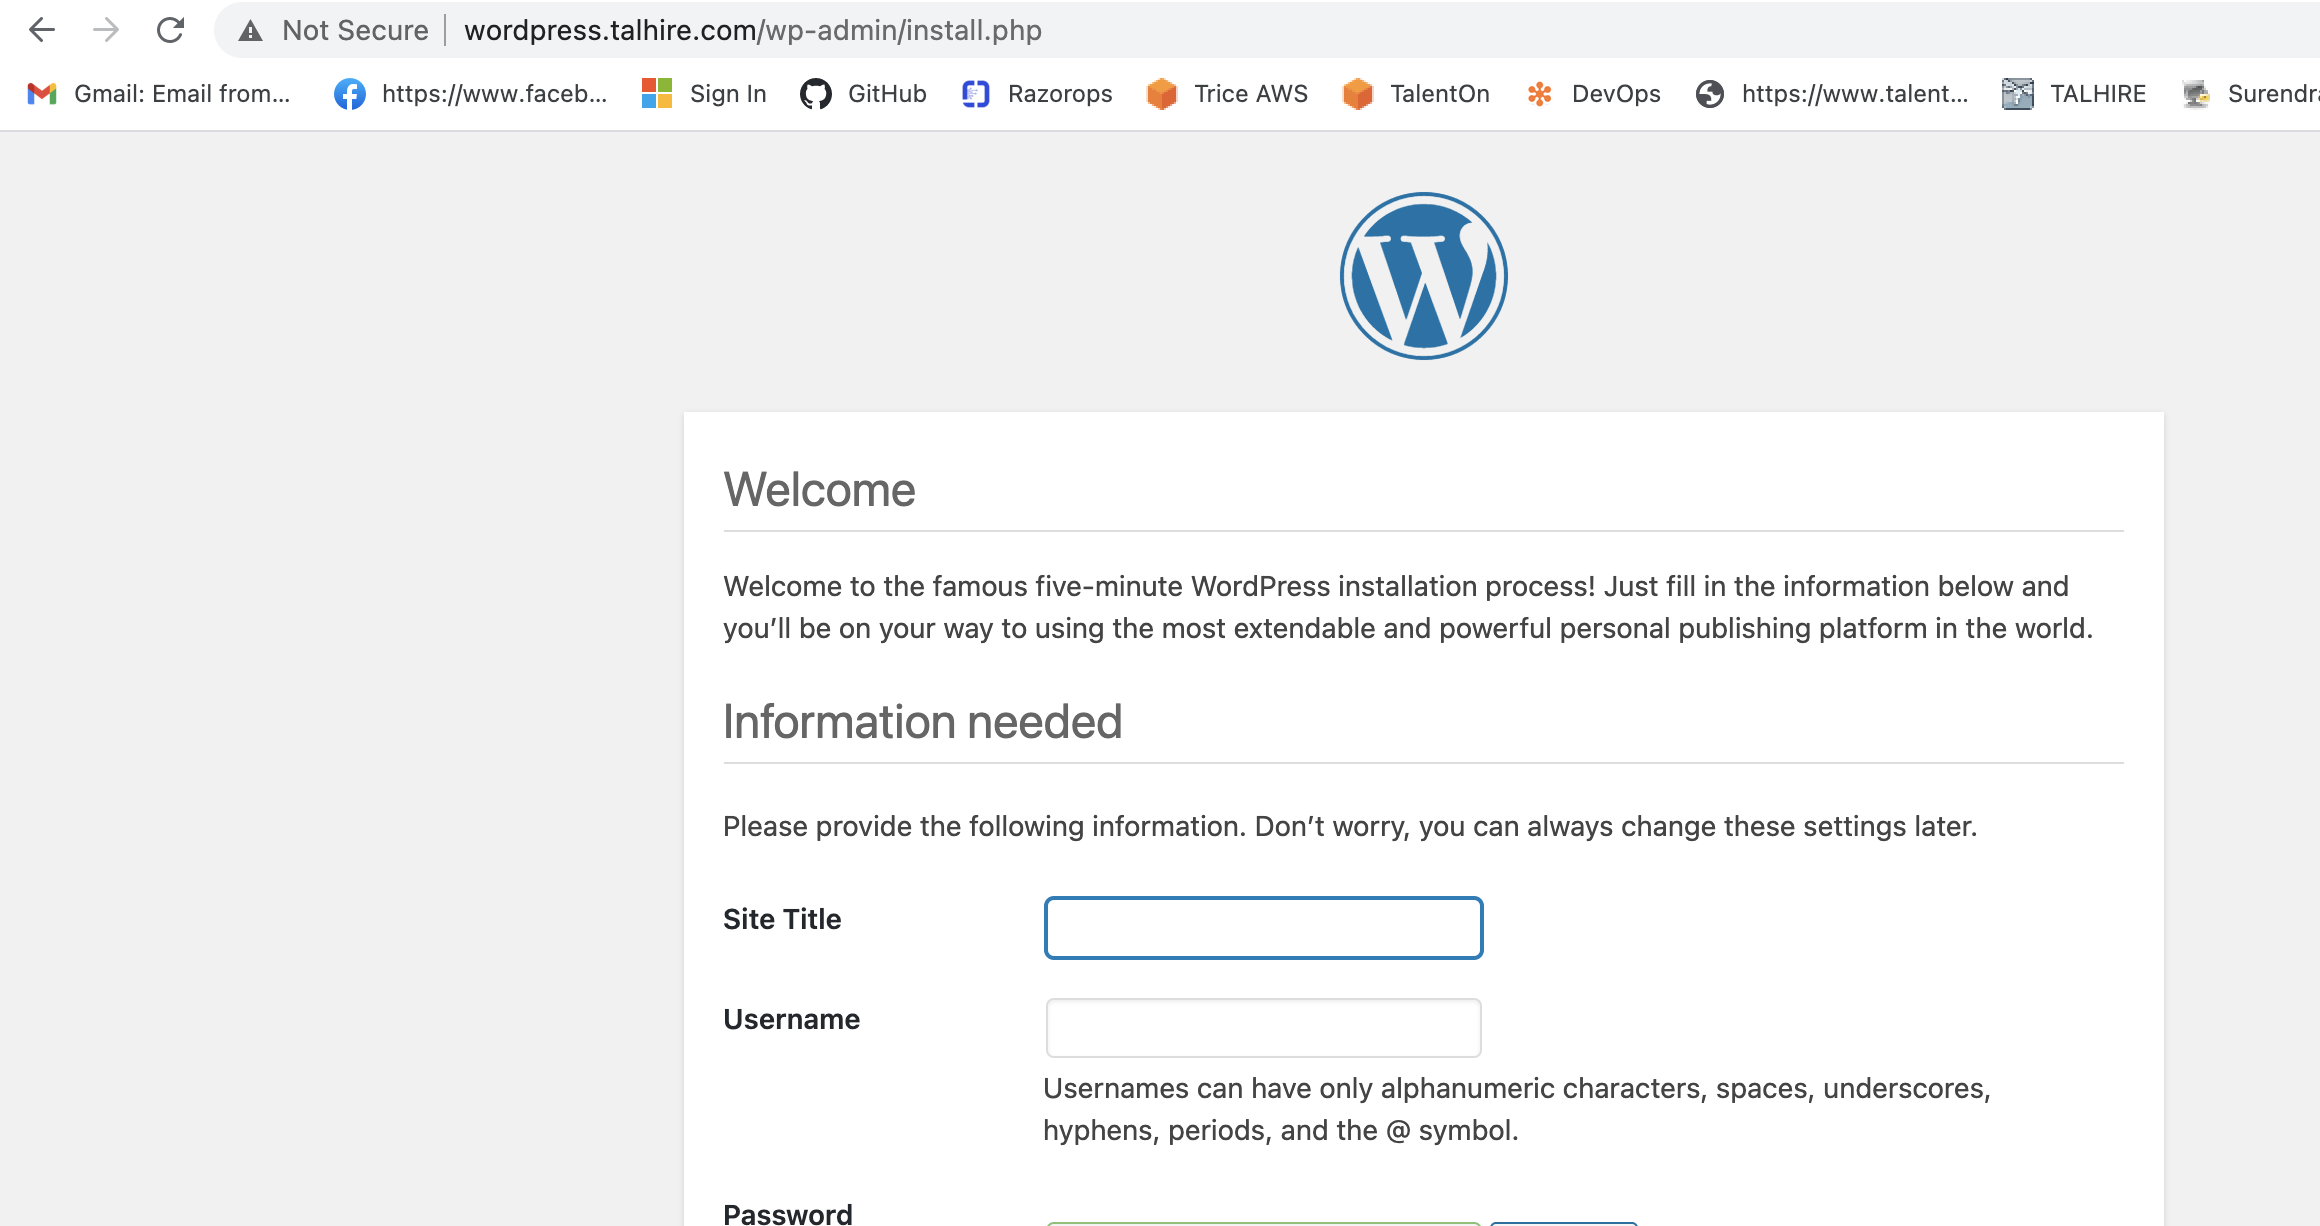 Not Secure | wordpress.talhire.com/wp-admin/install.php
Gmail: Email from... https://www.faceb... Sign In GitHub Razorops Trice AWS TalentOn DevOps https://www.talent... TALHIRE Surendra
Welcome
Welcome to the famous five-minute WordPress installation process! Just fill in the information below and
you’ll be on your way to using the most extendable and powerful personal publishing platform in the world.
Information needed
Please provide the following information. Don’t worry, you can always change these settings later.
Site Title
Username
Usernames can have only alphanumeric characters, spaces, underscores,
hyphens, periods, and the @ symbol.
Password